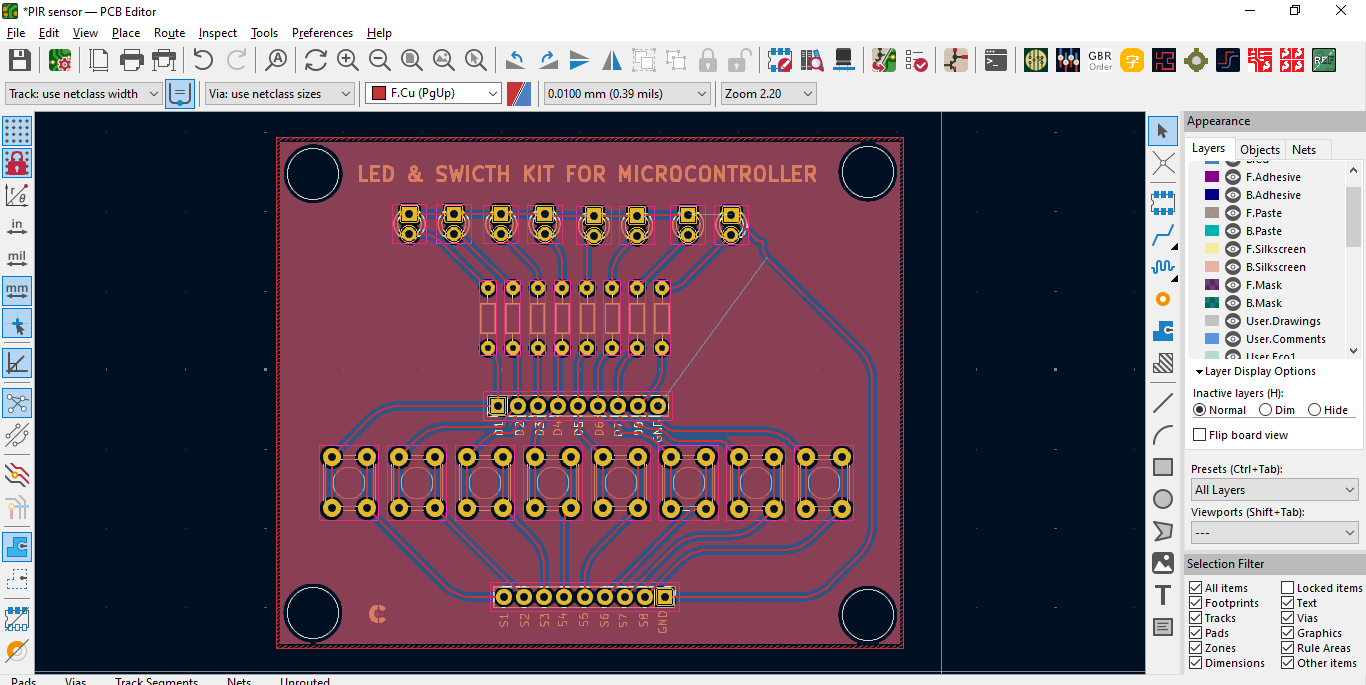 *PIR sensor — PCB Editor
File Edit View Place Route Inspect Tools Preferences Help
GBR
Order
REF
Track: use netclass width
Via: use netclass sizes
F.Cu (PgUp)
0.0100 mm (0.39 mils)
Zoom 2.20
in
mil
mm
LED & SWICTH KIT FOR MICROCONTROLLER
D1 D2 D3 D4 D5 D6 D7 D8 GND
S1 S2 S3 S4 S5 S6 S7 S8 GND
Appearance
Layers Objects Nets
F.Adhesive
B.Adhesive
F.Paste
B.Paste
F.Silkscreen
B.Silkscreen
F.Mask
B.Mask
User.Drawings
User.Comments
User.Eco1
Layer Display Options
Inactive layers (H):
Normal Dim Hide
Flip board view
Presets (Ctrl+Tab):
All Layers
Viewports (Shift+Tab):
---
Selection Filter
All items Locked items
Footprints Text
Tracks Vias
Pads Graphics
Zones Rule Areas
Dimensions Other items
Pads Vias Track Segments Nets Unrouted